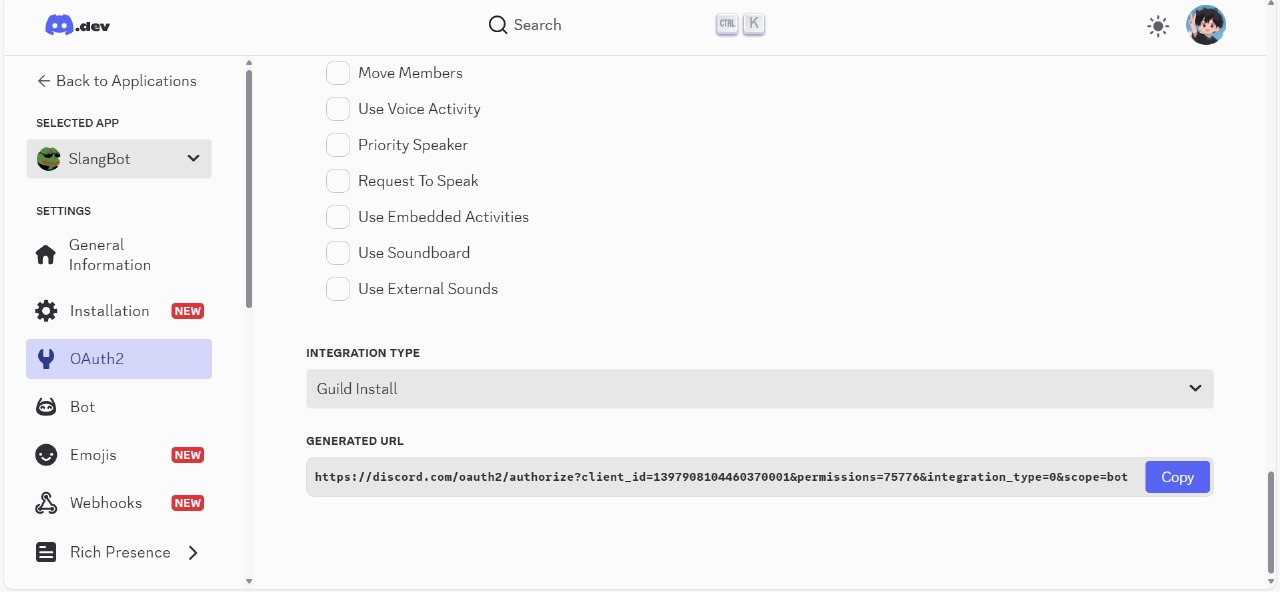 .dev
Search
CTRL K
Back to Applications
SELECTED APP
SlangBot
SETTINGS
General
Information
Installation NEW
OAuth2
Bot
Emojis NEW
Webhooks NEW
Rich Presence
Move Members
Use Voice Activity
Priority Speaker
Request To Speak
Use Embedded Activities
Use Soundboard
Use External Sounds
INTEGRATION TYPE
Guild Install
GENERATED URL
https://discord.com/oauth2/authorize?client_id=1397908104460370001&permissions=75776&integration_type=0&scope=bot
Copy